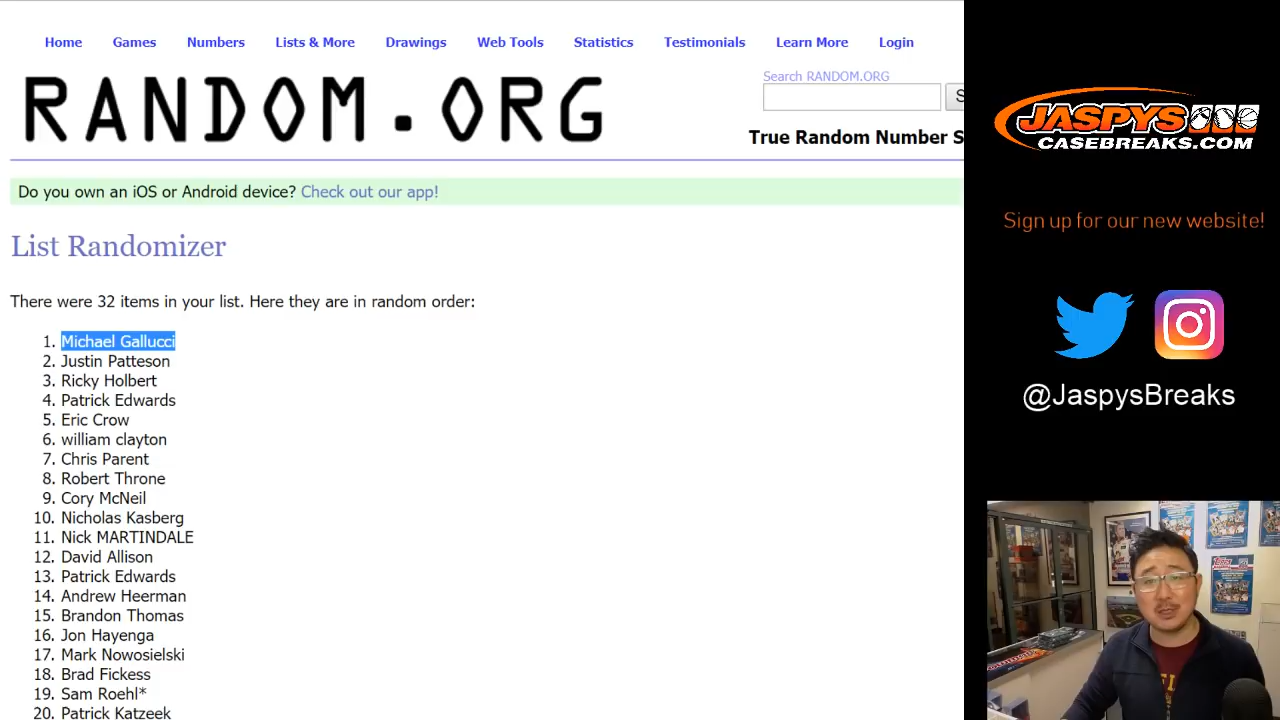 Home Games Numbers Lists & More Drawings Web Tools Statistics Testimonials Learn More Login
RANDOM.ORG
Search RANDOM.ORG
True Random Number S
Do you own an iOS or Android device? Check out our app!
List Randomizer
There were 32 items in your list. Here they are in random order:
1. Michael Gallucci
2. Justin Patteson
3. Ricky Holbert
4. Patrick Edwards
5. Eric Crow
6. william clayton
7. Chris Parent
8. Robert Throne
9. Cory McNeil
10. Nicholas Kasberg
11. Nick MARTINDALE
12. David Allison
13. Patrick Edwards
14. Andrew Heerman
15. Brandon Thomas
16. Jon Hayenga
17. Mark Nowosielski
18. Brad Fickess
19. Sam Roehl*
20. Patrick Katzeek
JASPYS
CASEBREAKS.COM
Sign up for our new website!
@JaspysBreaks